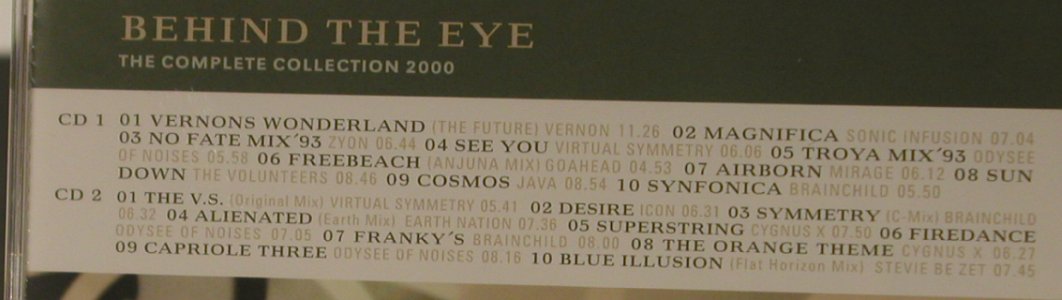 BEHIND THE EYE
THE COMPLETE COLLECTION 2000
CD 1 01 VERNONS WONDERLAND (THE FUTURE) VERNON 11.26 02 MAGNIFICA SONIC INFUSION 07.04
03 NO FATE MIX´93 ZYON 06.44 04 SEE YOU VIRTUAL SYMMETRY 06.06 05 TROYA MIX´93 ODYSEE
OF NOISES 05.58 06 FREEBEACH (ANJUNA MIX) GOAHEAD 04.53 07 AIRBORN MIRAGE 06.12 08 SUN
DOWN THE VOLUNTEERS 08.46 09 COSMOS JAVA 08.54 10 SYNFONICA BRAINCHILD 05.50
CD 2 01 THE V.S. (Original Mix) VIRTUAL SYMMETRY 05.41 02 DESIRE ICON 06.31 03 SYMMETRY (C-Mix) BRAINCHILD
06.32 04 ALIENATED (Earth Mix) EARTH NATION 07.36 05 SUPERSTRING CYGNUS X 07.50 06 FIREDANCE
ODYSEE OF NOISES 07.05 07 FRANKY´S BRAINCHILD 08.00 08 THE ORANGE THEME CYGNUS X 06.27
09 CAPRIOLE THREE ODYSEE OF NOISES 08.16 10 BLUE ILLUSION (Flat Horizon Mix) STEVIE BE ZET 07.45